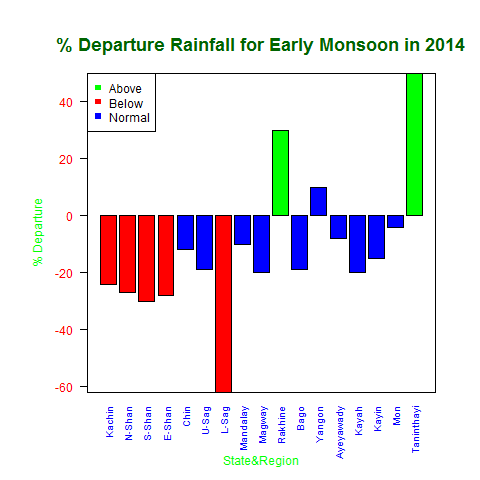 % Departure Rainfall for Early Monsoon in 2014
Above
Below
Normal
40
20
0
-20
-40
-60
% Departure
Kachin
N-Shan
S-Shan
E-Shan
Chin
U-Sag
L-Sag
Mandalay
Magway
Rakhine
Bago
Yangon
Ayeyawady
Kayah
Kayin
Mon
Taninthayi
State&Region